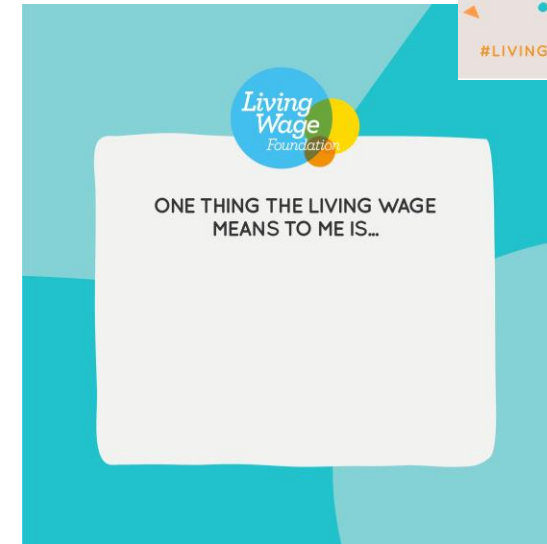 #LIVING
Living
Wage
Foundation
ONE THING THE LIVING WAGE
MEANS TO ME IS...